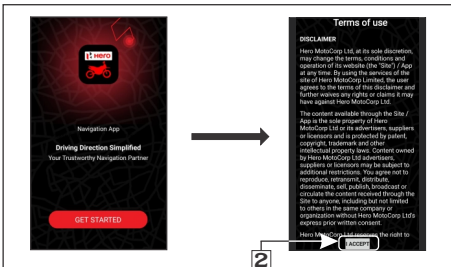 Hero
Navigation App
Driving Direction Simplified
Your Trustworthy Navigation Partner
GET STARTED
Terms of use
DISCLAIMER
Hero MotoCorp Ltd, at its sole discretion,
may change the terms, conditions and
operation of its website (the "Site") / App
at any time. By using the services of the
site of Hero MotoCorp Limited, the user
agrees to the terms of this disclaimer and
further waives any rights or claims it may
have against Hero MotoCorp Ltd.
The content available through the Site /
App is the sole property of Hero
MotoCorp Ltd or its advertisers, suppliers
or licensors and is protected by patent,
copyright, trademark and other
intellectual property laws. Content owned
by Hero MotoCorp Ltd advertisers,
suppliers or licensors may be subject to
additional restrictions. You agree not to
reproduce, retransmit, distribute,
disseminate, sell, publish, broadcast or
circulate the content received through the
Site to anyone, including but not limited
to others in the same company or
organization without Hero MotoCorp Ltd's
express prior written consent.
Hero MotoCorp Ltd reserves the right to
I ACCEPT
2